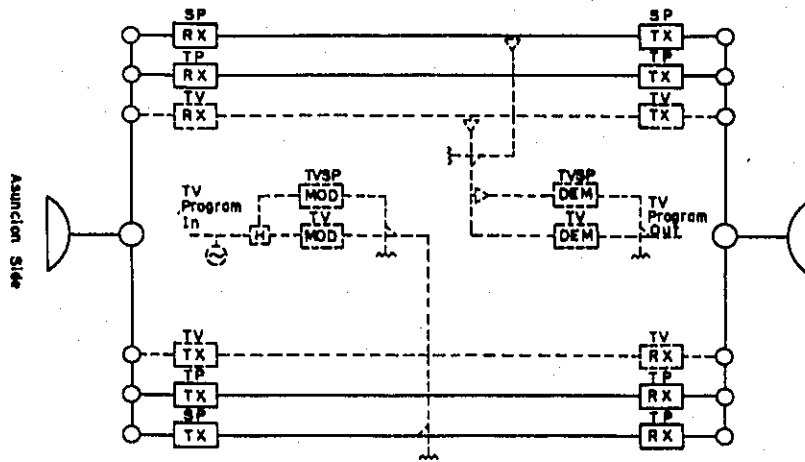 SP SP
RX TX
TP TP
RX TX
TV TV
RX TX
TVSP TVSP
TV MOD DEM TV
Program TV TV Program
In H MOD DEM Out
Asuncion Side
TV TV
TX RX
TP TP
TX RX
SP TP
TX RX